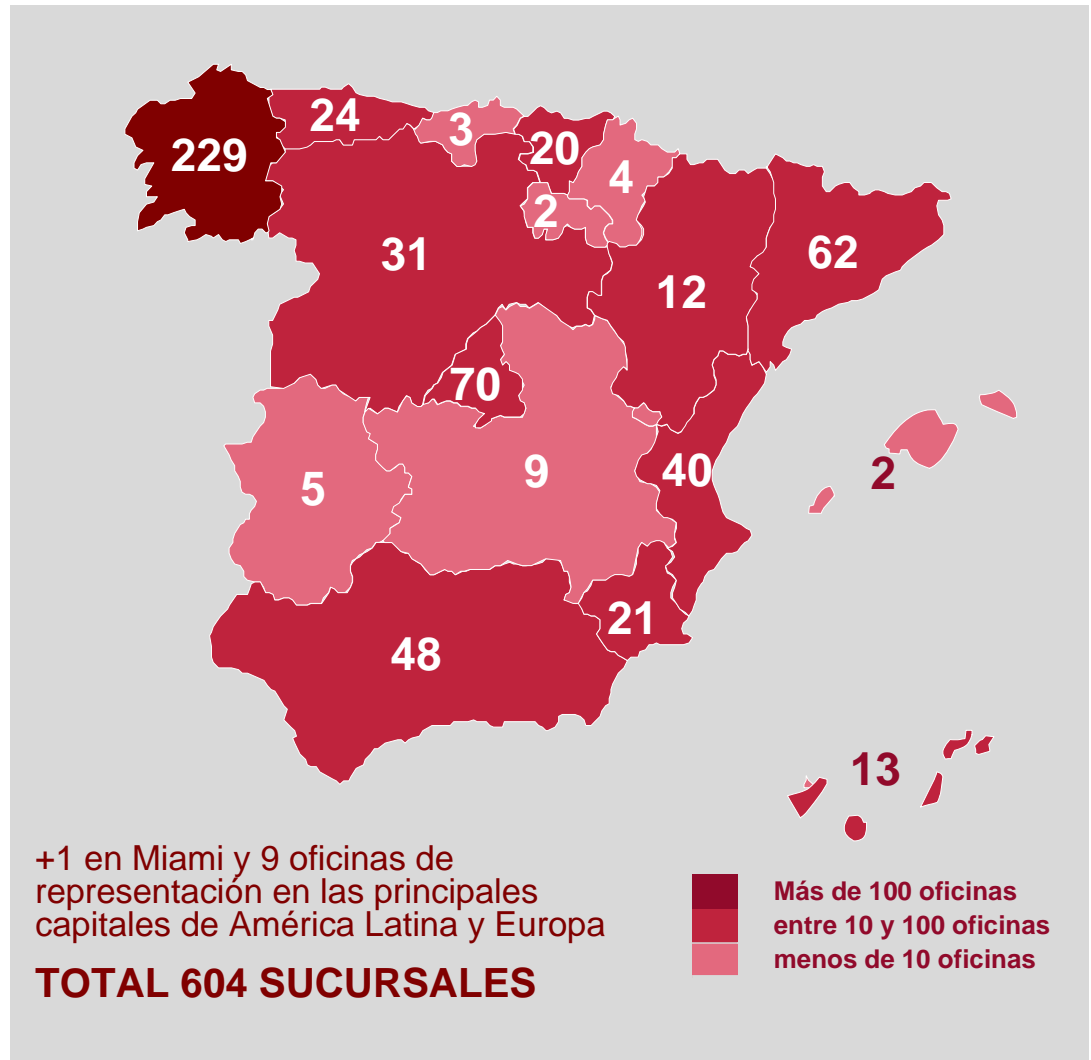 24
3
229
20
4
2
31
62
12
70
40
2
9
5
21
48
13
+1 en Miami y 9 oficinas de
representación en las principales
capitales de América Latina y Europa
TOTAL 604 SUCURSALES
Más de 100 oficinas
entre 10 y 100 oficinas
menos de 10 oficinas